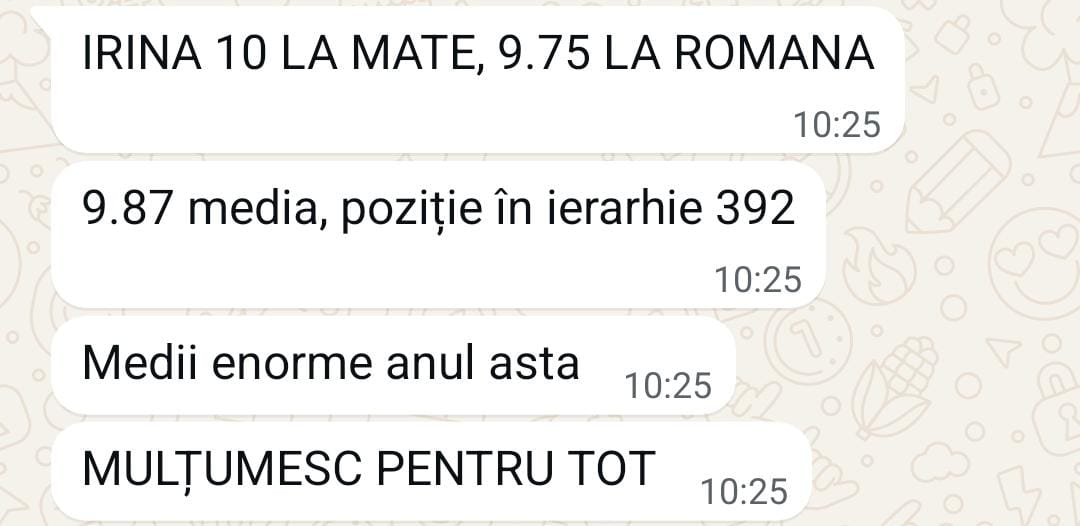 IRINA 10 LA MATE, 9.75 LA ROMANA
10:25
9.87 media, poziție în ierarhie 392
10:25
Medii enorme anul asta
10:25
MULȚUMESC PENTRU TOT
10:25